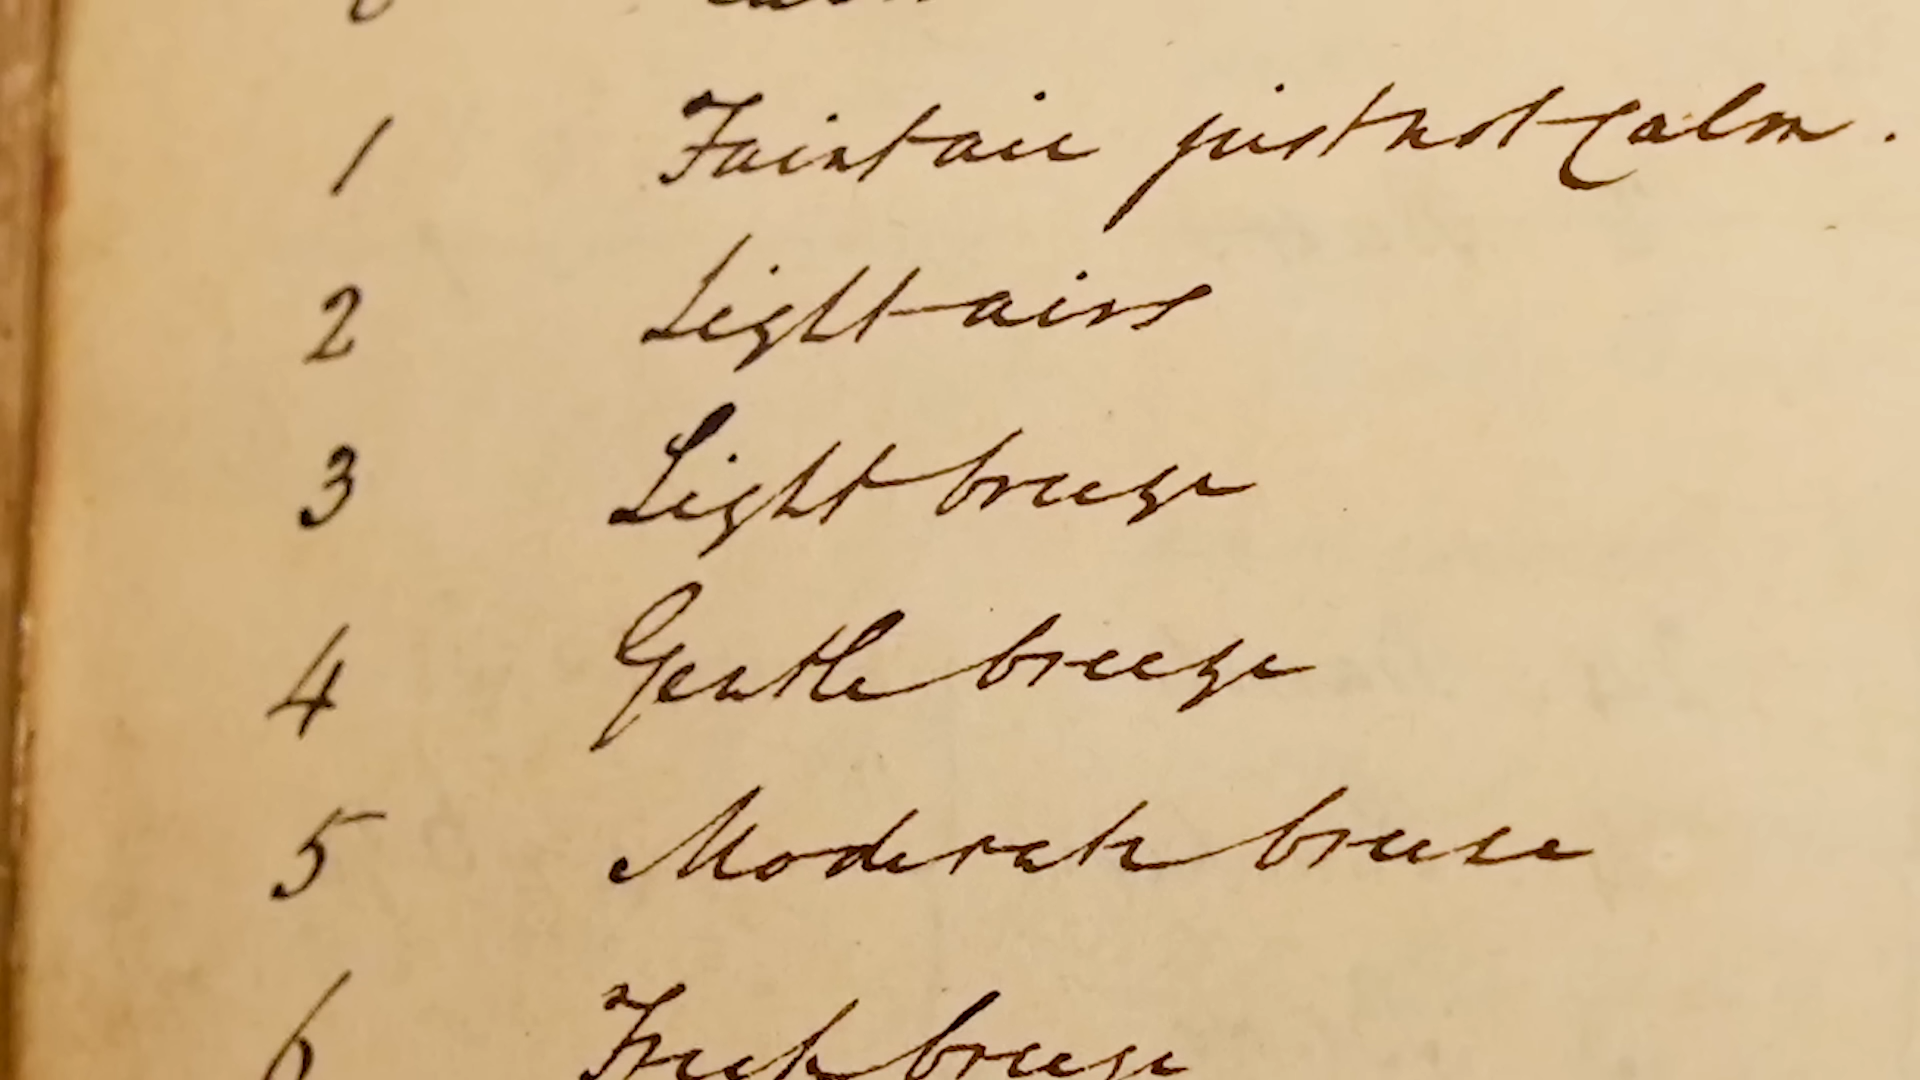 1 Faint air just not Calm.
2 Light airs
3 Light breeze
4 Gentle breeze
5 Moderate breeze
6 Fresh breeze